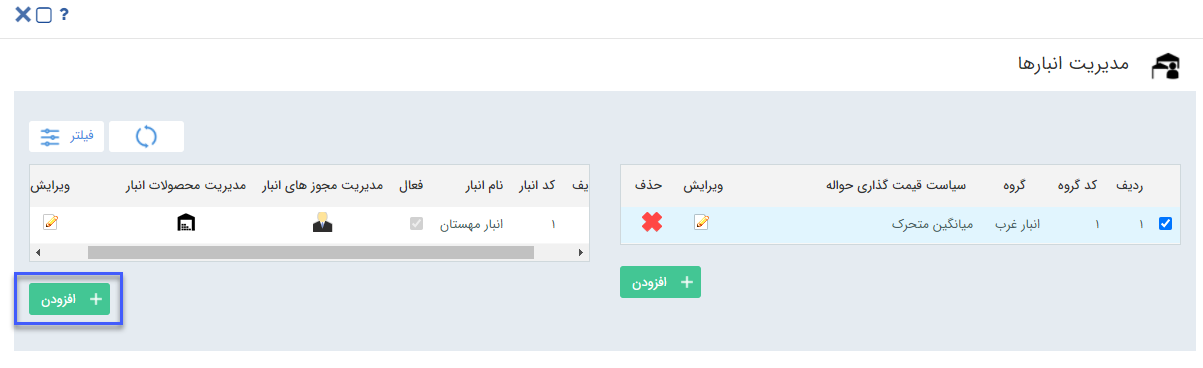 ?
مدیریت انبارها
فیلتر
ردیف کد گروه گروه سیاست قیمت گذاری حواله ویرایش حذف
۱ ۱ انبار غرب میانگین متحرک
افزودن +
یف کد انبار نام انبار فعال مدیریت مجوز های انبار مدیریت محصولات انبار ویرایش
۱ انبار مهستان
افزودن +